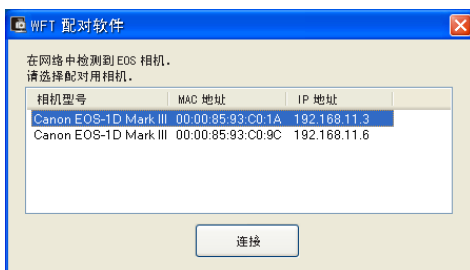 WFT 配对软件
在网络中检测到 EOS 相机.
请选择配对用相机.
相机型号 MAC 地址 IP 地址
Canon EOS-1D Mark III 00:00:85:93:C0:1A 192.168.11.3
Canon EOS-1D Mark III 00:00:85:93:C0:9C 192.168.11.6
连接